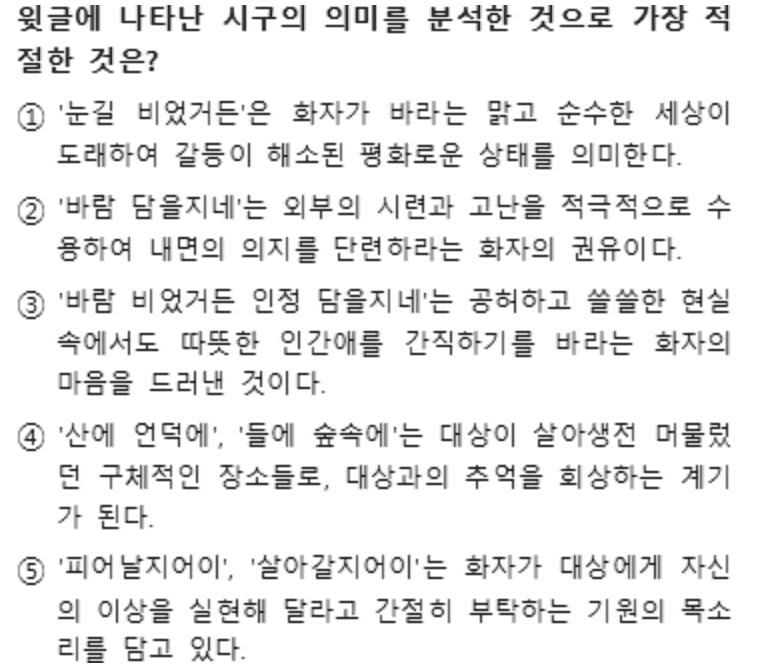 윗글에 나타난 시구의 의미를 분석한 것으로 가장 적
절한 것은?
① '눈길 비었거든'은 화자가 바라는 맑고 순수한 세상이
도래하여 갈등이 해소된 평화로운 상태를 의미한다.
② '바람 담을지네'는 외부의 시련과 고난을 적극적으로 수
용하여 내면의 의지를 단련하라는 화자의 권유이다.
③ '바람 비었거든 인정 담을지네'는 공허하고 쓸쓸한 현실
속에서도 따뜻한 인간애를 간직하기를 바라는 화자의
마음을 드러낸 것이다.
④ '산에 언덕에', '들에 숲속에'는 대상이 살아생전 머물렀
던 구체적인 장소들로, 대상과의 추억을 회상하는 계기
가 된다.
⑤ '피어날지어이', '살아갈지어이'는 화자가 대상에게 자신
의 이상을 실현해 달라고 간절히 부탁하는 기원의 목소
리를 담고 있다.